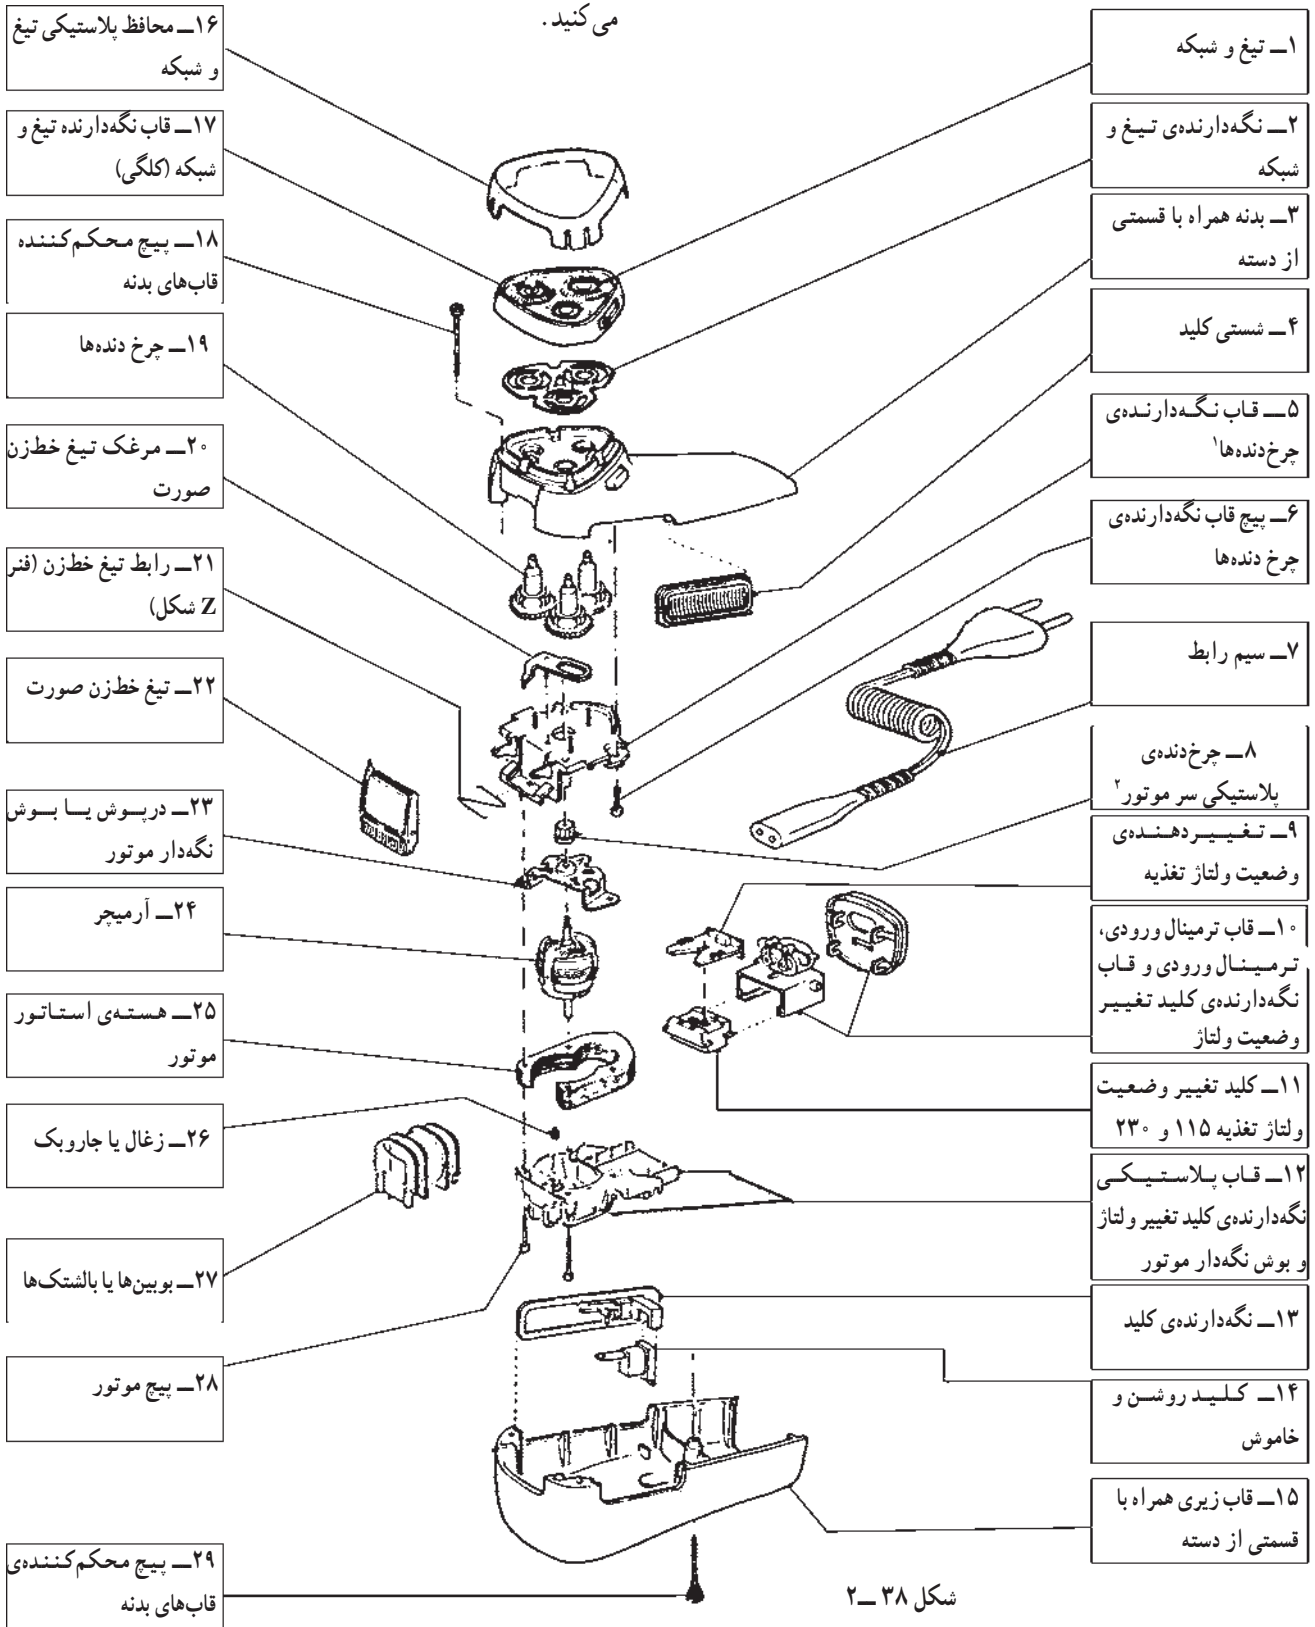 می‌کنید.
۱ــ تیغ و شبکه
۲ــ نگه‌دارنده‌ی تیغ و
شبکه
۳ــ بدنه همراه با قسمتی
از دسته
۴ــ شستی کلید
۵ــ قاب نگه‌دارنده‌ی
چرخ‌دنده‌ها۱
۶ــ پیچ قاب نگه‌دارنده‌ی
چرخ دنده‌ها
۷ــ سیم رابط
۸ــ چرخ‌دنده‌ی
پلاستیکی سر موتور۲
۹ــ تغییردهنده‌ی
وضعیت ولتاژ تغذیه
۱۰ــ قاب ترمینال ورودی،
ترمینال ورودی و قاب
نگه‌دارنده‌ی کلید تغییر
وضعیت ولتاژ
۱۱ــ کلید تغییر وضعیت
ولتاژ تغذیه ۱۱۵ و ۲۳۰
۱۲ــ قاب پلاستیکی
نگه‌دارنده‌ی کلید تغییر ولتاژ
و بوش نگه‌دار موتور
۱۳ــ نگه‌دارنده‌ی کلید
۱۴ــ کلید روشن و
خاموش
۱۵ــ قاب زیری همراه با
قسمتی از دسته
۱۶ــ محافظ پلاستیکی تیغ
و شبکه
۱۷ــ قاب نگه‌دارنده تیغ و
شبکه (کلگی)
۱۸ــ پیچ محکم‌کننده
قاب‌های بدنه
۱۹ــ چرخ دنده‌ها
۲۰ــ مرغک تیغ خط‌زن
صورت
۲۱ــ رابط تیغ خط‌زن (فنر
Z شکل)
۲۲ــ تیغ خط‌زن صورت
۲۳ــ درپوش یا بوش
نگه‌دار موتور
۲۴ــ آرمیچر
۲۵ــ هسته‌ی استاتور
موتور
۲۶ــ زغال یا جاروبک
۲۷ــ بوبین‌ها یا بالشتک‌ها
۲۸ــ پیچ موتور
۲۹ــ پیچ محکم‌کننده‌ی
قاب‌های بدنه
شکل ۳۸ ــ۲